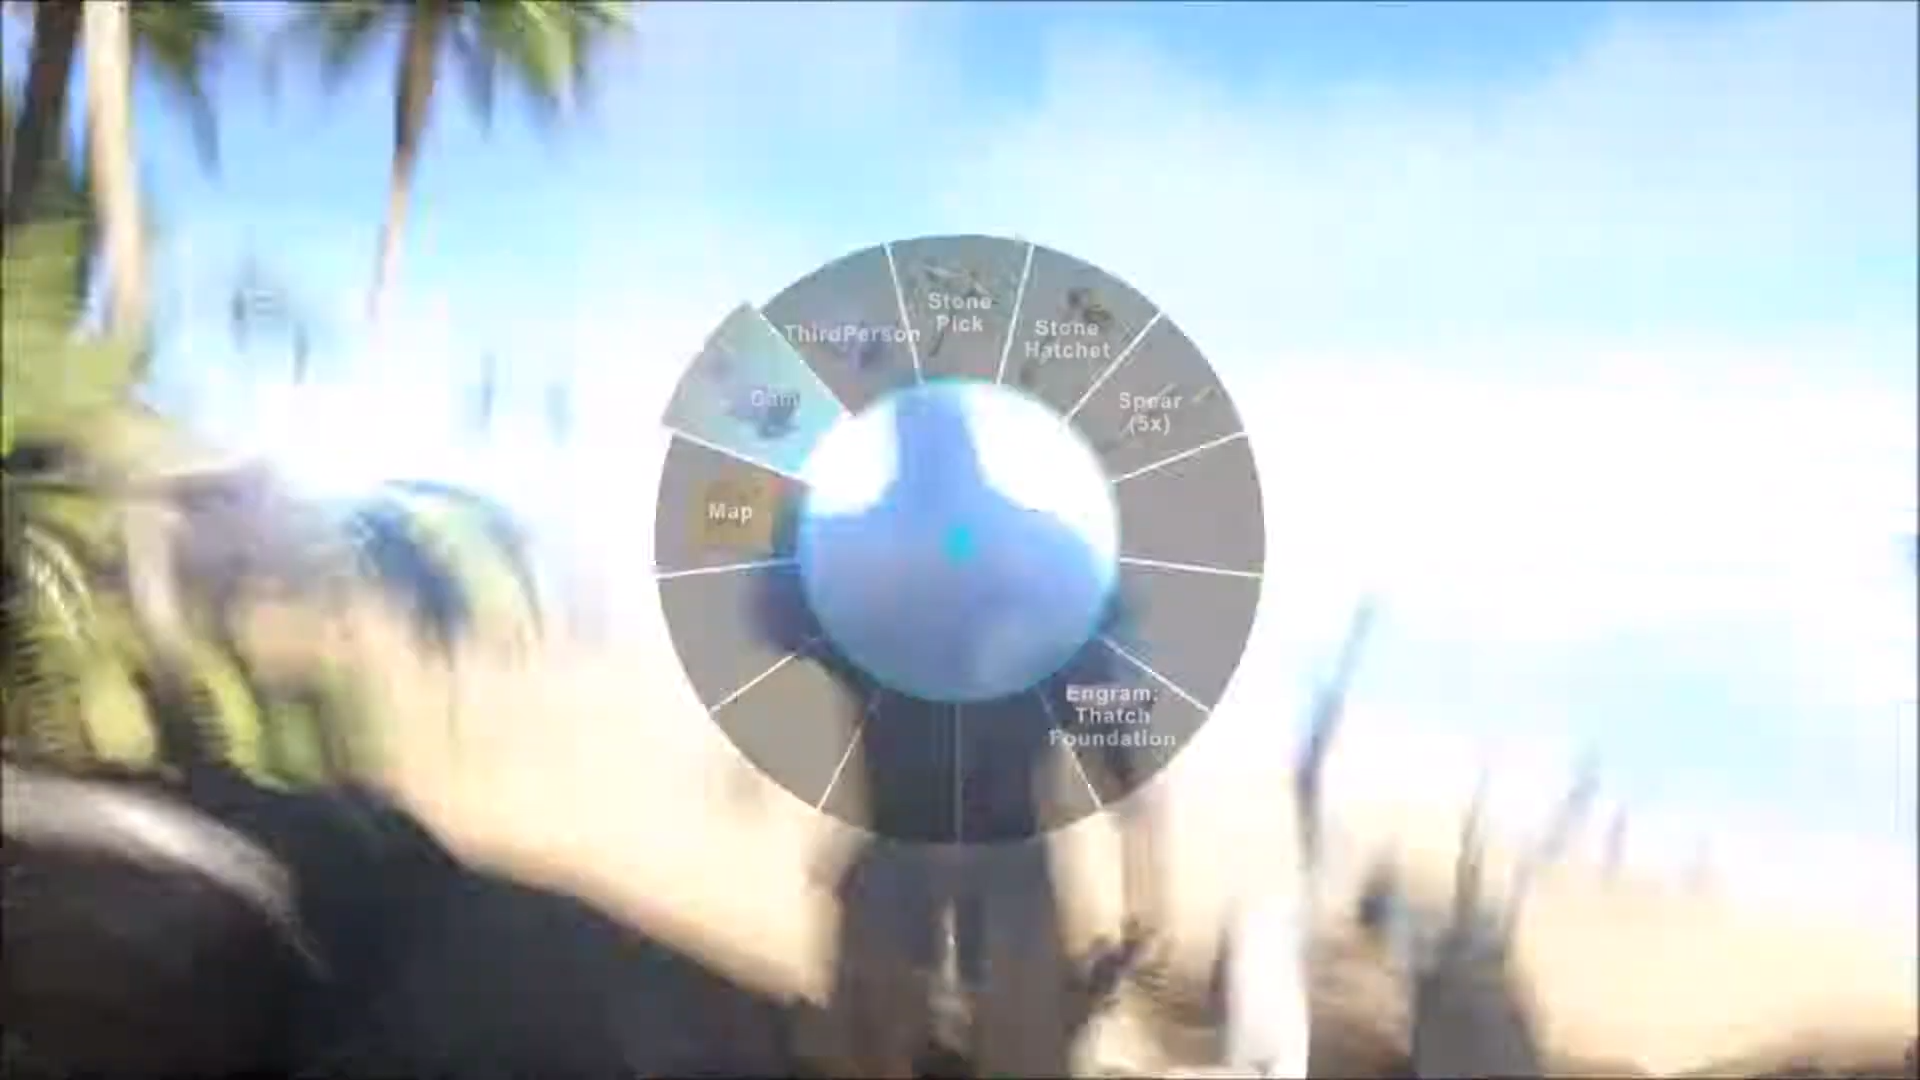 Stone
Pick
ThirdPerson
Stone
Hatchet
Spear
(5x)
Map
Engram:
Thatch
Foundation